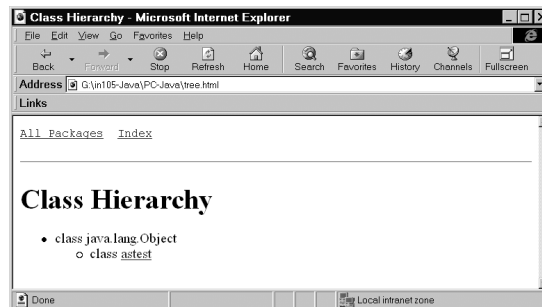 Class Hierarchy - Microsoft Internet Explorer
File Edit View Go Favorites Help
Back Forward Stop Refresh Home Search Favorites History Channels Fullscreen
Address G:\in105-Java\PC-Java\tree.html
Links
All Packages Index
Class Hierarchy
class java.lang.Object
class astest
Done Local intranet zone